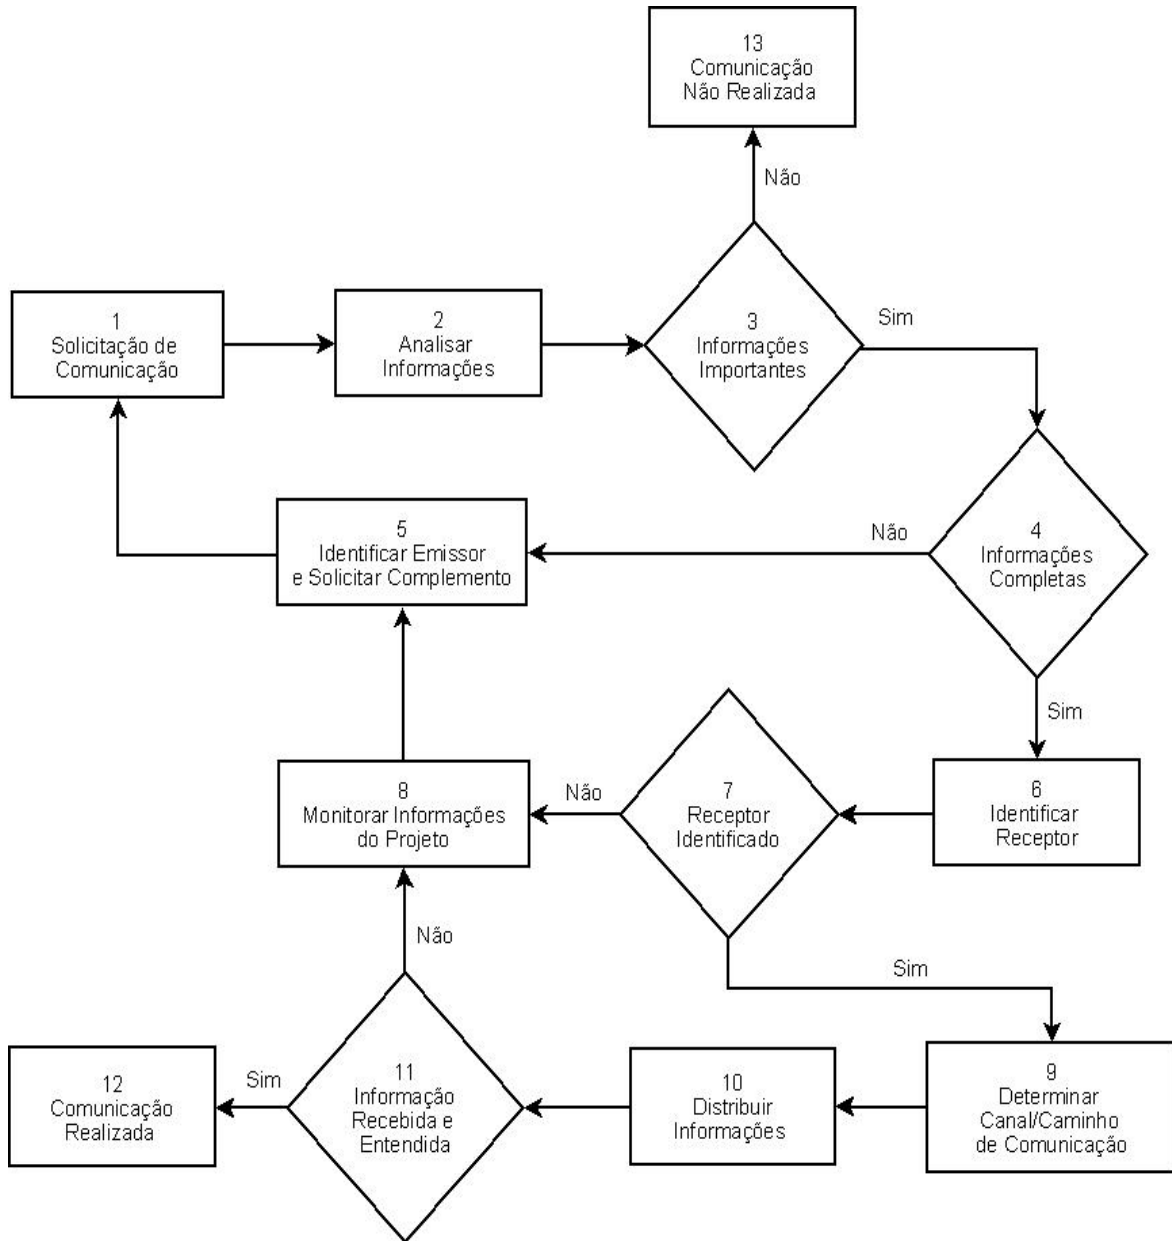 13
Comunicação
Não Realizada
Não
1
Solicitação de
Comunicação
2
Analisar
Informações
3
Informações
Importantes
Sim
4
Informações
Completas
Não
5
Identificar Emissor
e Solicitar Complemento
Sim
6
Identificar
Receptor
7
Receptor
Identificado
Não
8
Monitorar Informações
do Projeto
Sim
9
Determinar
Canal/Caminho
de Comunicação
10
Distribuir
Informações
11
Informação
Recebida e
Entendida
Não
Sim
12
Comunicação
Realizada